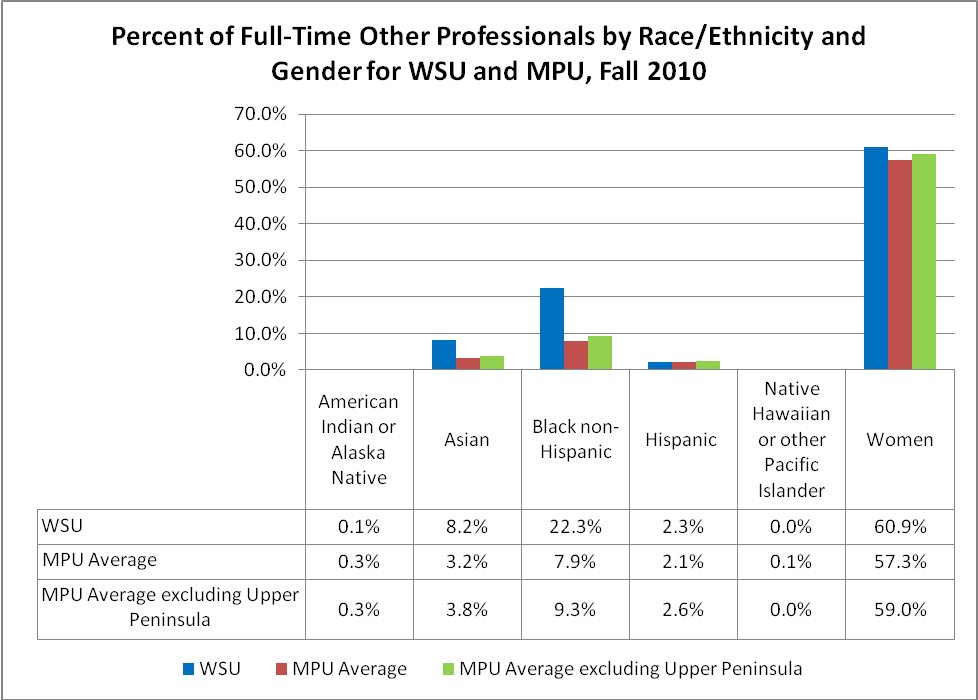 Percent of Full-Time Other Professionals by Race/Ethnicity and
Gender for WSU and MPU, Fall 2010
70.0%
60.0%
50.0%
40.0%
30.0%
20.0%
10.0%
0.0%
American
Indian or
Alaska
Native
Asian
Black non-
Hispanic
Hispanic
Native
Hawaiian
or other
Pacific
Islander
Women
WSU 0.1% 8.2% 22.3% 2.3% 0.0% 60.9%
MPU Average 0.3% 3.2% 7.9% 2.1% 0.1% 57.3%
MPU Average excluding Upper
Peninsula 0.3% 3.8% 9.3% 2.6% 0.0% 59.0%
WSU MPU Average MPU Average excluding Upper Peninsula